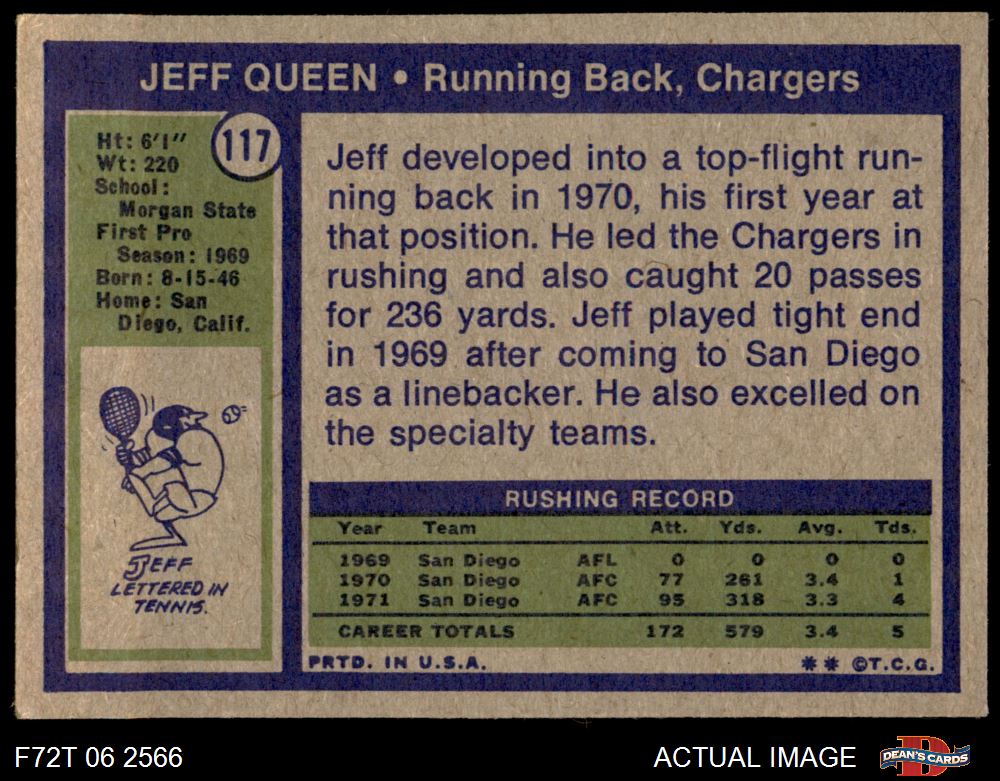 JEFF QUEEN • Running Back, Chargers
117
Ht: 6'1"
Wt: 220
School:
Morgan State
First Pro
Season: 1969
Born: 8-15-46
Home: San
Diego, Calif.
JEFF
LETTERED IN
TENNIS.
Jeff developed into a top-flight run-
ning back in 1970, his first year at
that position. He led the Chargers in
rushing and also caught 20 passes
for 236 yards. Jeff played tight end
in 1969 after coming to San Diego
as a linebacker. He also excelled on
the specialty teams.
RUSHING RECORD
Year Team Att. Yds. Avg. Tds.
1969 San Diego AFL 0 0 0 0
1970 San Diego AFC 77 261 3.4 1
1971 San Diego AFC 95 318 3.3 4
CAREER TOTALS 172 579 3.4 5
PRTD. IN U.S.A. ** ©T.C.G.
F72T 06 2566 ACTUAL IMAGE DEAN'S CARDS